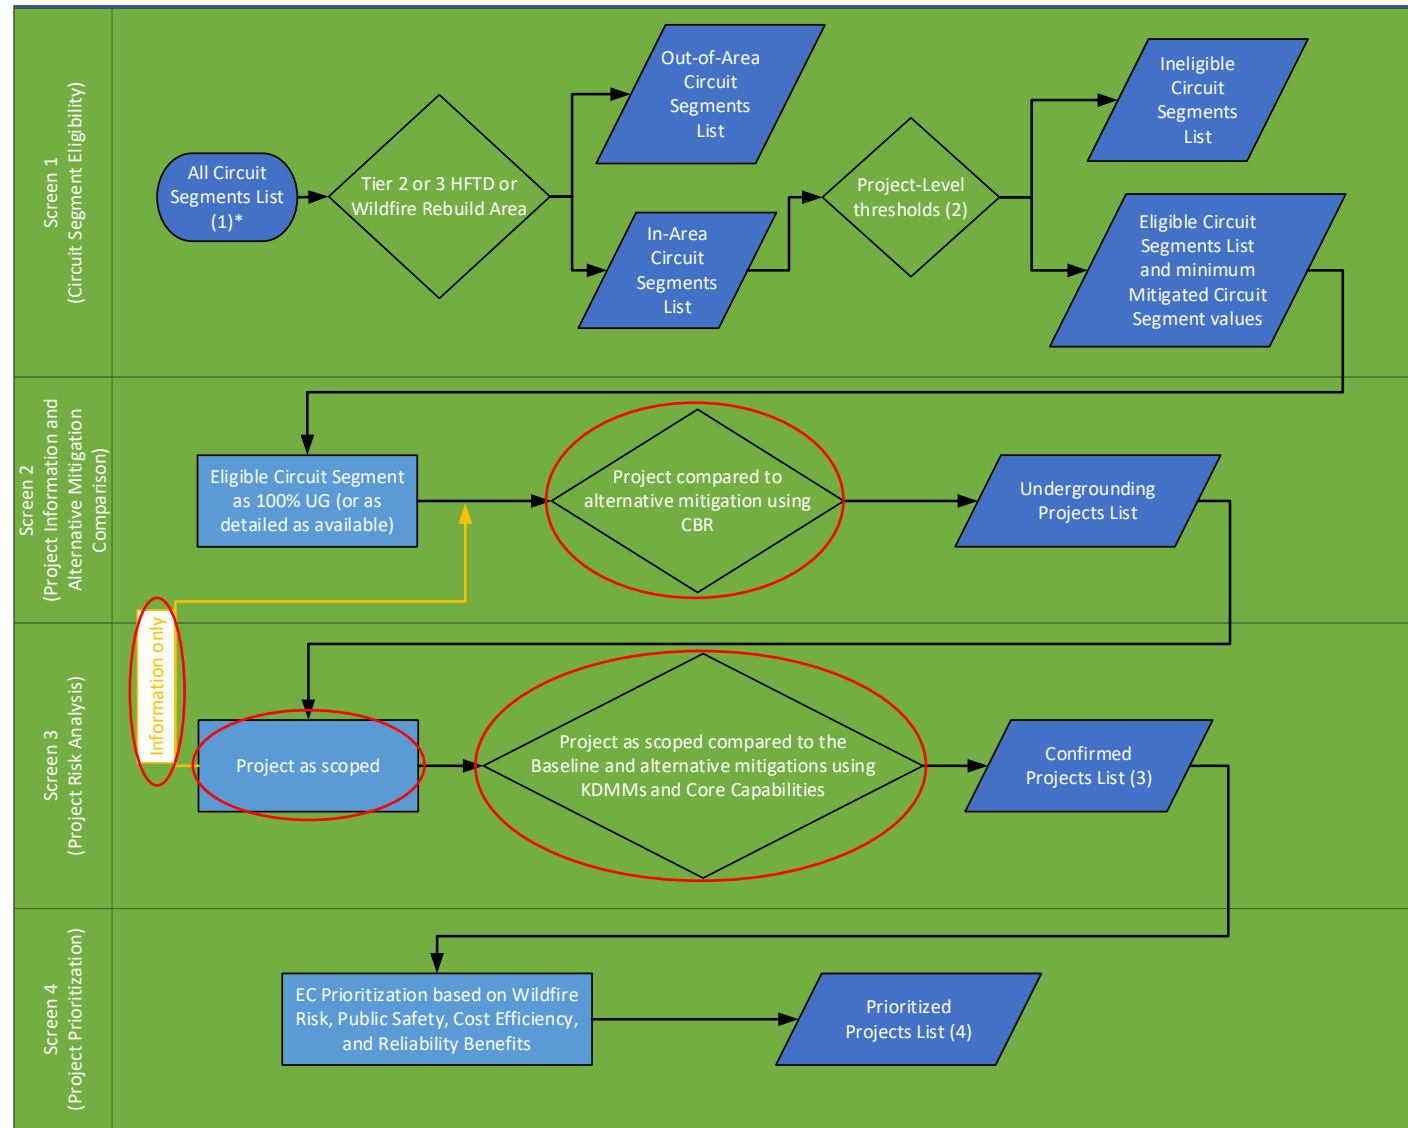 Screen 1
(Circuit Segment Eligibility)
All Circuit
Segments List
(1)*
Tier 2 or 3 HFTD or
Wildfire Rebuild Area
Out-of-Area
Circuit
Segments
List
In-Area
Circuit
Segments
List
Project-Level
thresholds (2)
Ineligible
Circuit
Segments
List
Eligible Circuit
Segments List
and minimum
Mitigated Circuit
Segment values
Screen 2
(Project Information and
Alternative Mitigation
Comparison)
Eligible Circuit Segment
as 100% UG (or as
detailed as available)
Project compared to
alternative mitigation using
CBR
Undergrounding
Projects List
Information only
Screen 3
(Project Risk Analysis)
Project as scoped
Project as scoped compared to the
Baseline and alternative mitigations using
KDMMs and Core Capabilities
Confirmed
Projects List (3)
Screen 4
(Project Prioritization)
EC Prioritization based on Wildfire
Risk, Public Safety, Cost Efficiency,
and Reliability Benefits
Prioritized
Projects List (4)